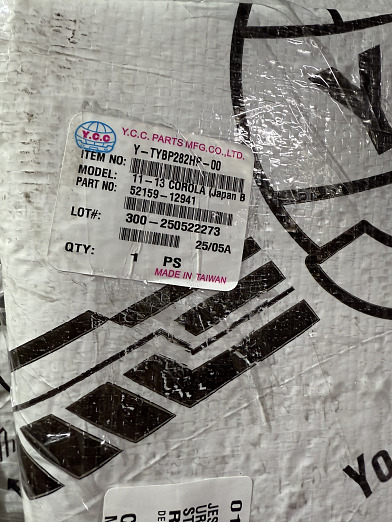 Y.C.C. Y.C.C. PARTS MFG.CO.,LTD.
ITEM NO: Y-TYBP282HP-00
MODEL: 11-13 COROLA (Japan B
PART NO: 52159-12941
LOT#: 300-250522273
25/05A
QTY: 1 PS
MADE IN TAIWAN
Yo